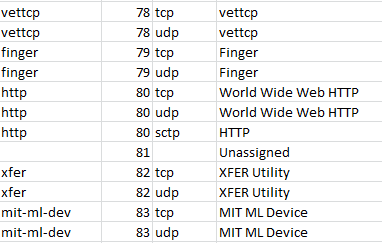 vettcp 78 tcp vettcp
vettcp 78 udp vettcp
finger 79 tcp Finger
finger 79 udp Finger
http 80 tcp World Wide Web HTTP
http 80 udp World Wide Web HTTP
http 80 sctp HTTP
81 Unassigned
xfer 82 tcp XFER Utility
xfer 82 udp XFER Utility
mit-ml-dev 83 tcp MIT ML Device
mit-ml-dev 83 udp MIT ML Device